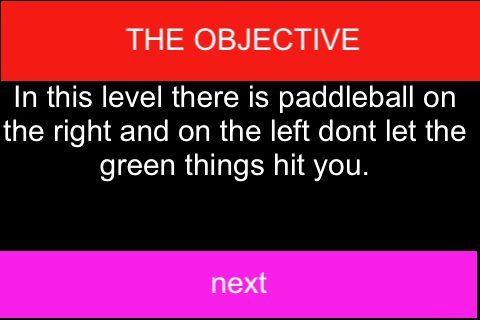 THE OBJECTIVE
In this level there is paddleball on
the right and on the left dont let the
green things hit you.
next